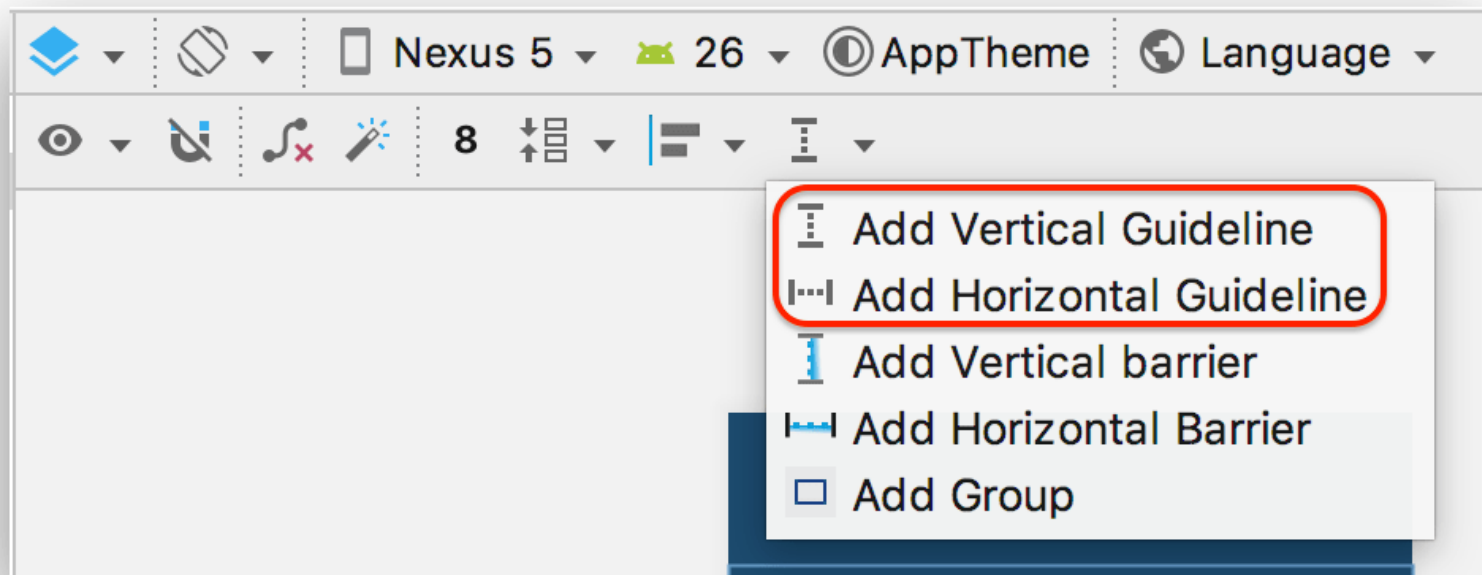 Nexus 5 26 AppTheme Language
8
Add Vertical Guideline
Add Horizontal Guideline
Add Vertical barrier
Add Horizontal Barrier
Add Group